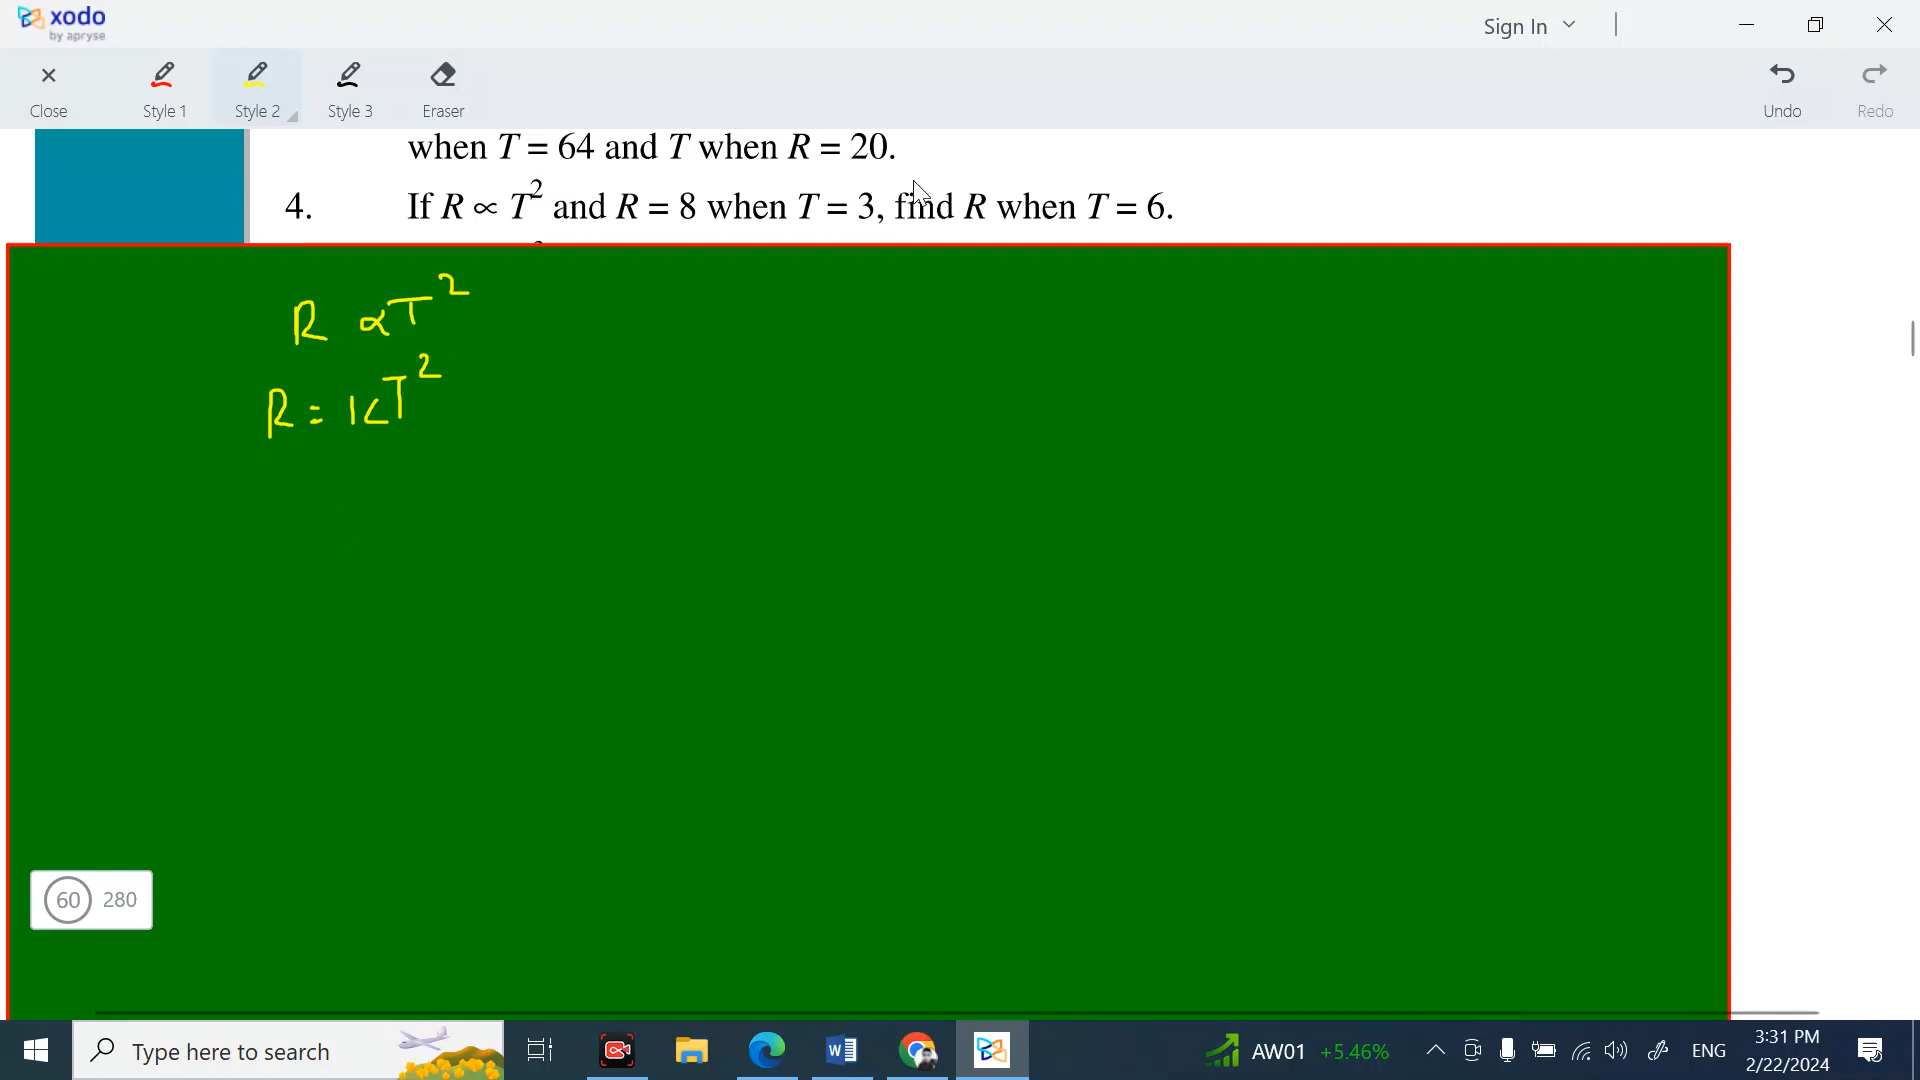 xodo
by apryse
Sign In
Close
Style 1
Style 2
Style 3
Eraser
Undo
Redo
when T = 64 and T when R = 20.
4. If R ∝ T² and R = 8 when T = 3, find R when T = 6.
R ∝ T²
R = KT²
60 280
Type here to search
AW01 +5.46%
ENG
3:31 PM
2/22/2024